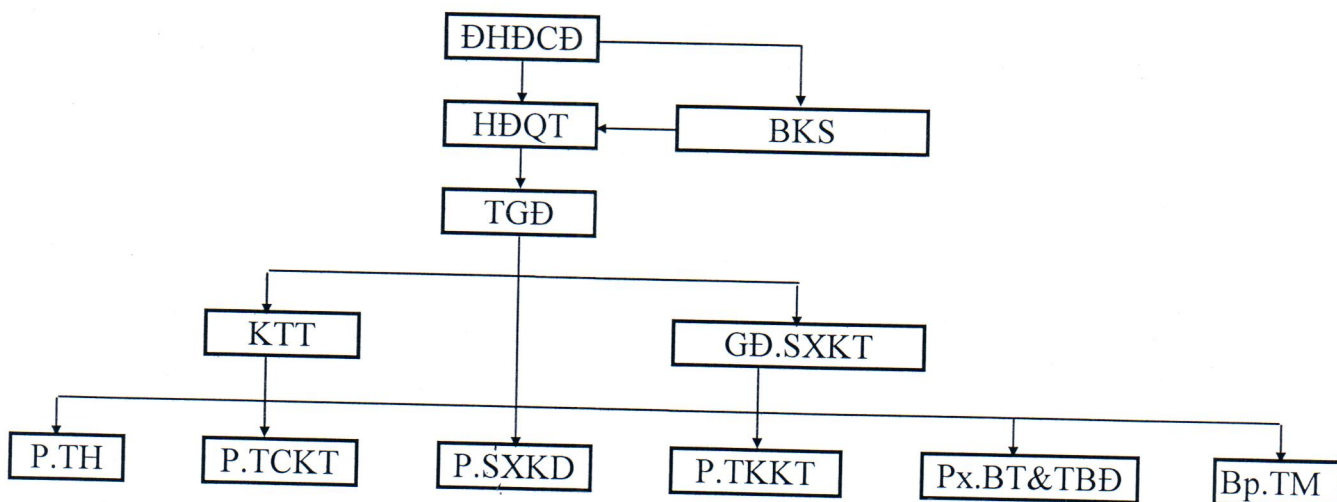 ĐHĐCĐ
HĐQT
BKS
TGĐ
KTT
GĐ.SXKT
P.TH
P.TCKT
P.SXKD
P.TKKT
Px.BT&TBĐ
Bp.TM